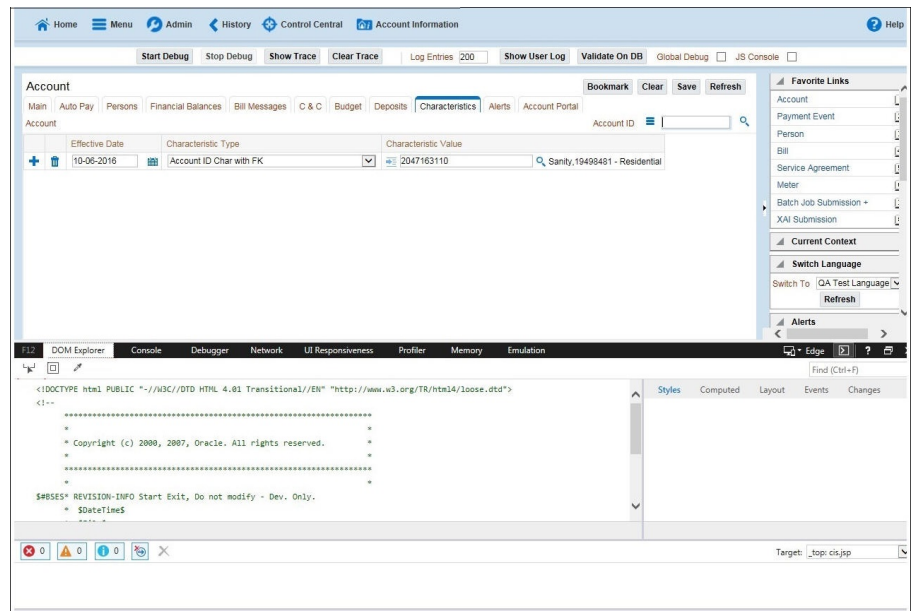 Home Menu Admin History Control Central Account Information Help
Start Debug Stop Debug Show Trace Clear Trace Log Entries 200 Show User Log Validate On DB Global Debug JS Console
Account Bookmark Clear Save Refresh
Main Auto Pay Persons Financial Balances Bill Messages C & C Budget Deposits Characteristics Alerts Account Portal
Account Account ID
Effective Date Characteristic Type Characteristic Value
10-06-2016 Account ID Char with FK 2047163110 Sanity,19498481 - Residential
Favorite Links
Account
Payment Event
Person
Bill
Service Agreement
Meter
Batch Job Submission +
XAI Submission
Current Context
Switch Language
Switch To QA Test Language
Refresh
Alerts
F12 DOM Explorer Console Debugger Network UI Responsiveness Profiler Memory Emulation Edge ?
Find (Ctrl+F)
Styles Computed Layout Events Changes
<!DOCTYPE html PUBLIC "-//W3C//DTD HTML 4.01 Transitional//EN" "http://www.w3.org/TR/html4/loose.dtd">
<!--
**********************************************************************
* *
* Copyright (c) 2000, 2007, Oracle. All rights reserved. *
* *
**********************************************************************
* *
$#BSES* REVISION-INFO Start Exit, Do not modify - Dev. Only.
* $DateTime$
0 0 0 Target: _top: cis.jsp